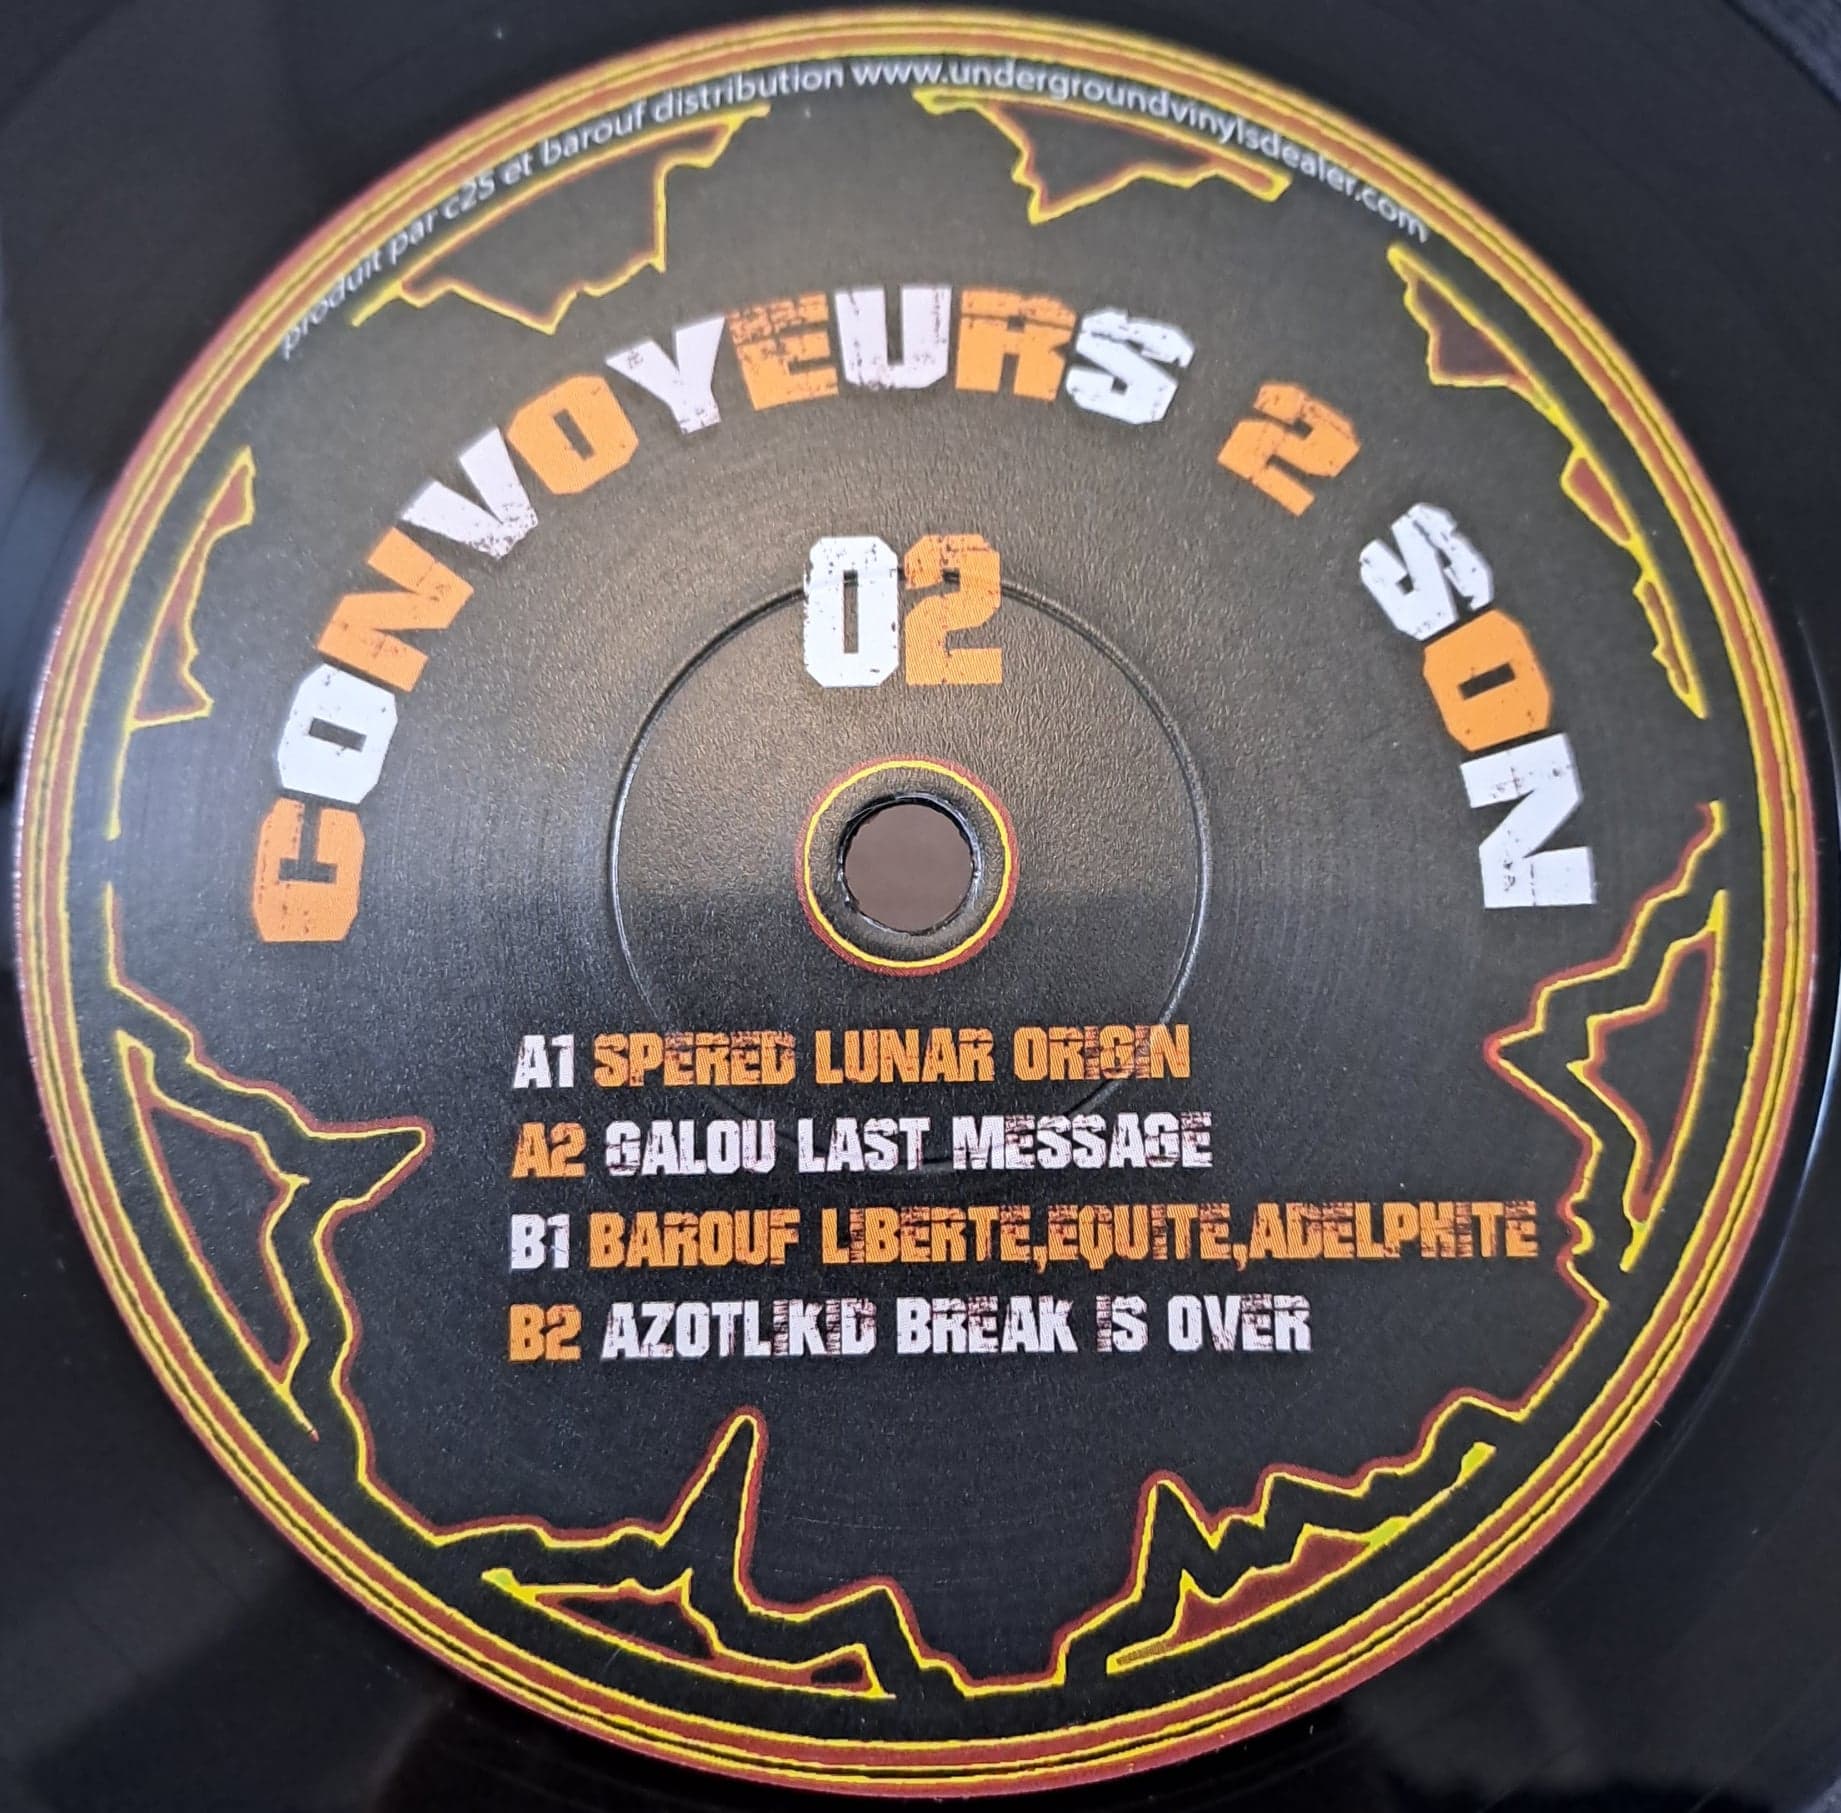 produit par c2S et barouf distribution www.undergroundvinylsdealer.com
CONVOYEURS 2 SON
02
A1 SPERED LUNAR ORIGIN
A2 GALOU LAST MESSAGE
B1 BAROUF LIBERTE,EQUITE,ADELPHITE
B2 AZOTLIKID BREAK IS OVER